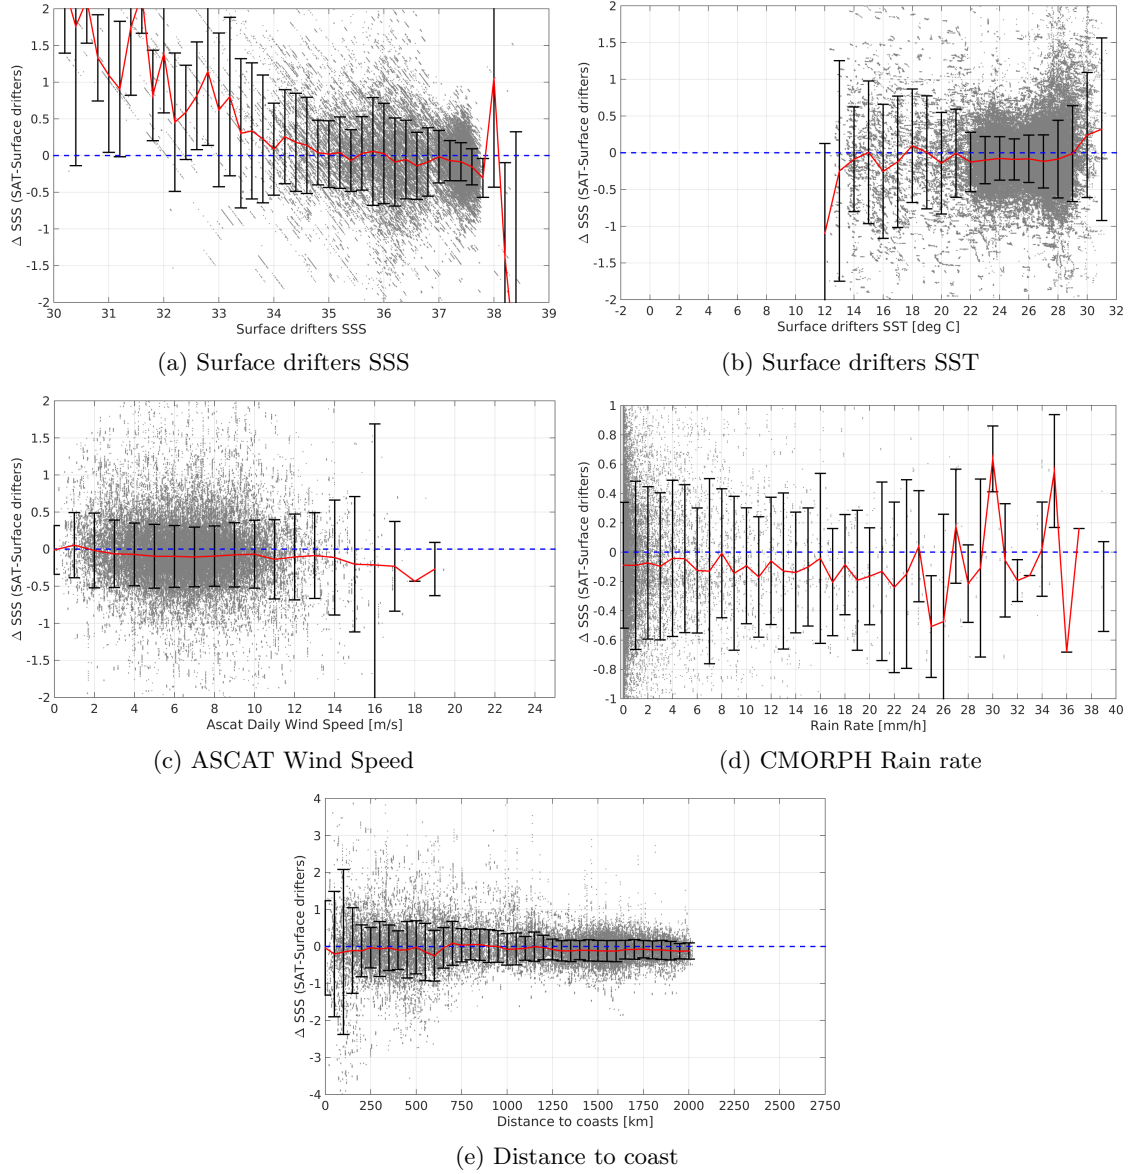 2
1.5
1
0.5
0
-0.5
-1
-1.5
-2
Δ SSS (SAT-Surface drifters)
30 31 32 33 34 35 36 37 38 39
Surface drifters SSS
(a) Surface drifters SSS
2
1.5
1
0.5
0
-0.5
-1
-1.5
-2
Δ SSS (SAT-Surface drifters)
-2 0 2 4 6 8 10 12 14 16 18 20 22 24 26 28 30 32
Surface drifters SST [deg C]
(b) Surface drifters SST
2
1.5
1
0.5
0
-0.5
-1
-1.5
-2
Δ SSS (SAT-Surface drifters)
0 2 4 6 8 10 12 14 16 18 20 22 24
Ascat Daily Wind Speed [m/s]
(c) ASCAT Wind Speed
1
0.8
0.6
0.4
0.2
0
-0.2
-0.4
-0.6
-0.8
-1
Δ SSS (SAT-Surface drifters)
0 2 4 6 8 10 12 14 16 18 20 22 24 26 28 30 32 34 36 38 40
Rain Rate [mm/h]
(d) CMORPH Rain rate
4
3
2
1
0
-1
-2
-3
-4
Δ SSS (SAT-Surface drifters)
0 250 500 750 1000 1250 1500 1750 2000 2250 2500 2750
Distance to coasts [km]
(e) Distance to coast